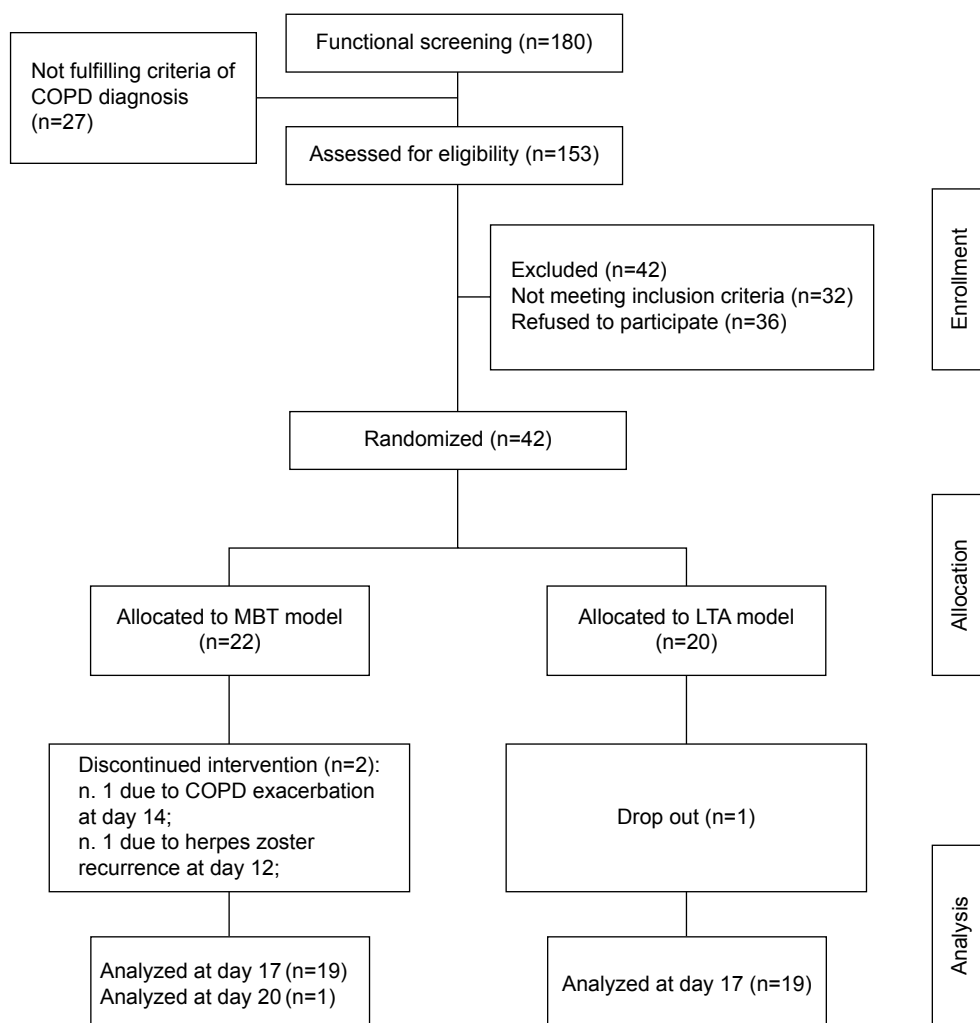 Functional screening (n=180)
Not fulfilling criteria of
COPD diagnosis
(n=27)
Assessed for eligibility (n=153)
Excluded (n=42)
Not meeting inclusion criteria (n=32)
Refused to participate (n=36)
Enrollment
Randomized (n=42)
Allocation
Allocated to MBT model
(n=22)
Allocated to LTA model
(n=20)
Discontinued intervention (n=2):
n. 1 due to COPD exacerbation
at day 14;
n. 1 due to herpes zoster
recurrence at day 12;
Drop out (n=1)
Analysis
Analyzed at day 17 (n=19)
Analyzed at day 20 (n=1)
Analyzed at day 17 (n=19)